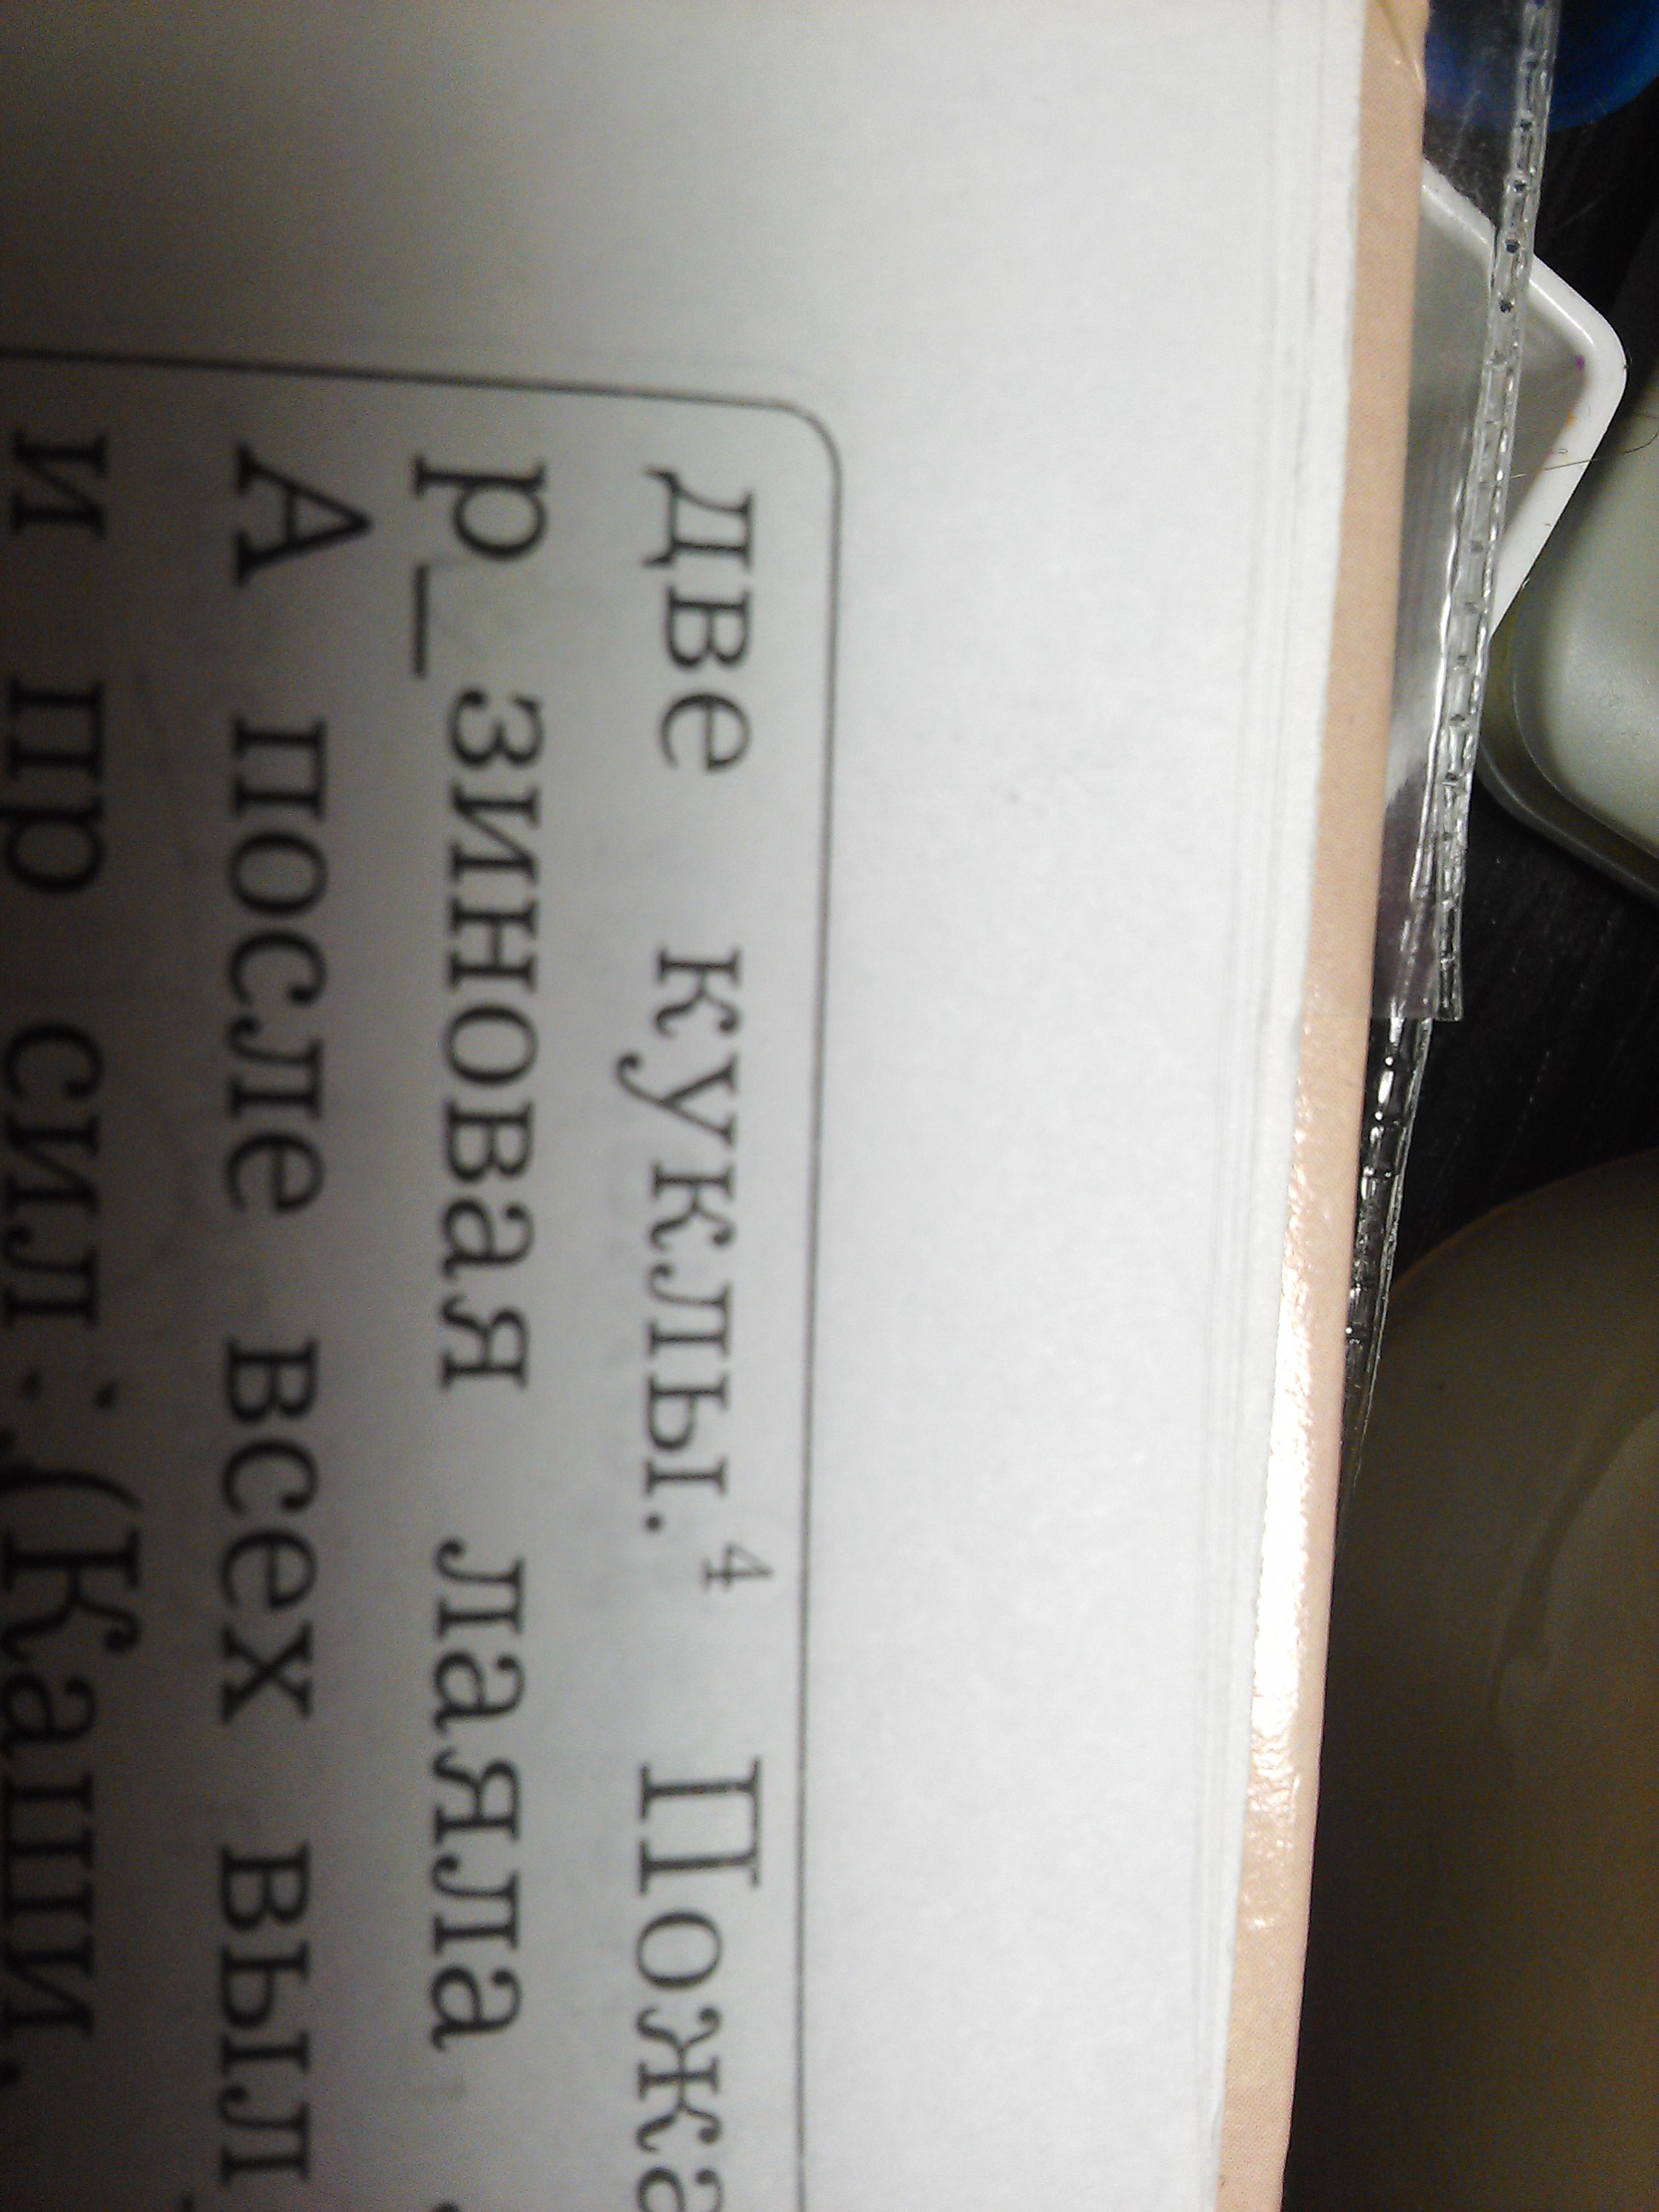 две куклы.⁴ Пожа
р_зиновая лаяла
А после всех выл
и пр сил: „Каши.